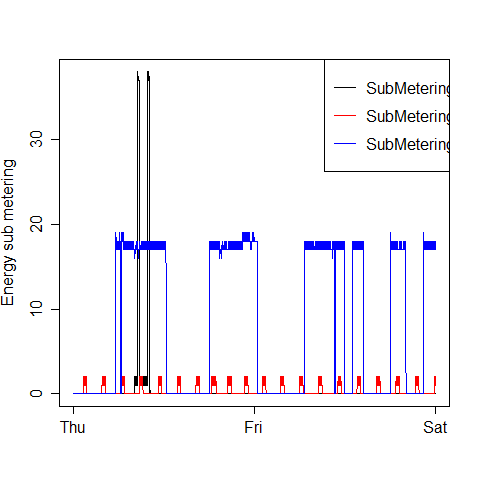 SubMetering
SubMetering
SubMetering
Energy sub metering
30
20
10
0
Thu Fri Sat